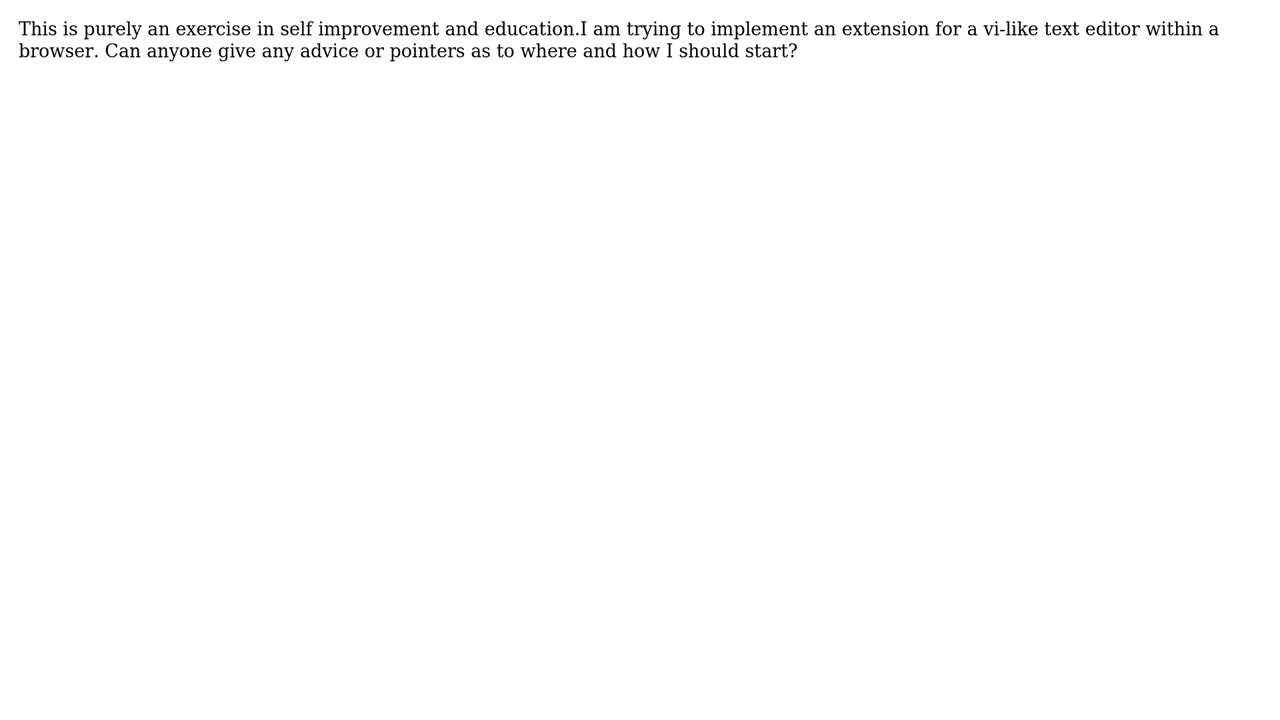 This is purely an exercise in self improvement and education.I am trying to implement an extension for a vi-like text editor within a
browser. Can anyone give any advice or pointers as to where and how I should start?